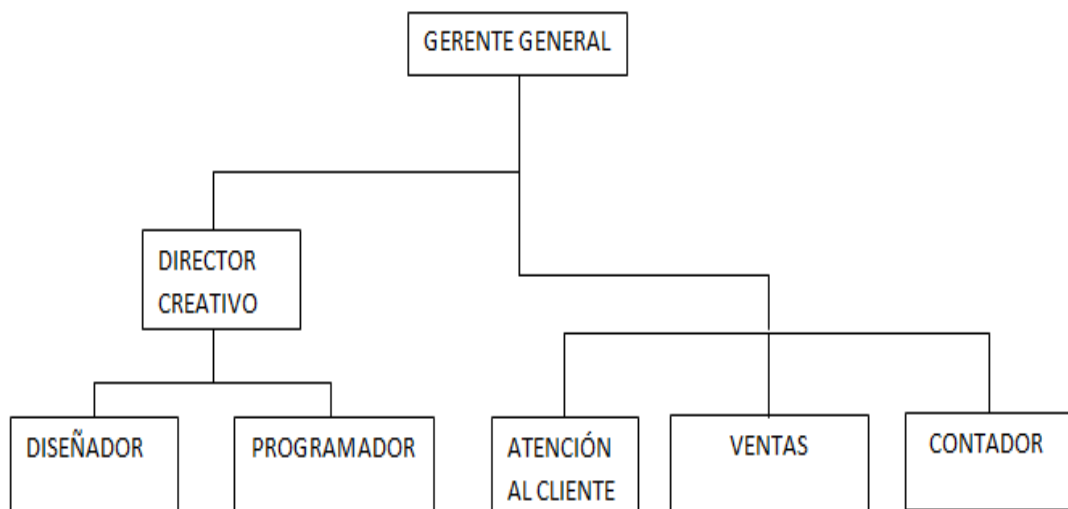 GERENTE GENERAL
DIRECTOR
CREATIVO
DISEÑADOR
PROGRAMADOR
ATENCIÓN
AL CLIENTE
VENTAS
CONTADOR